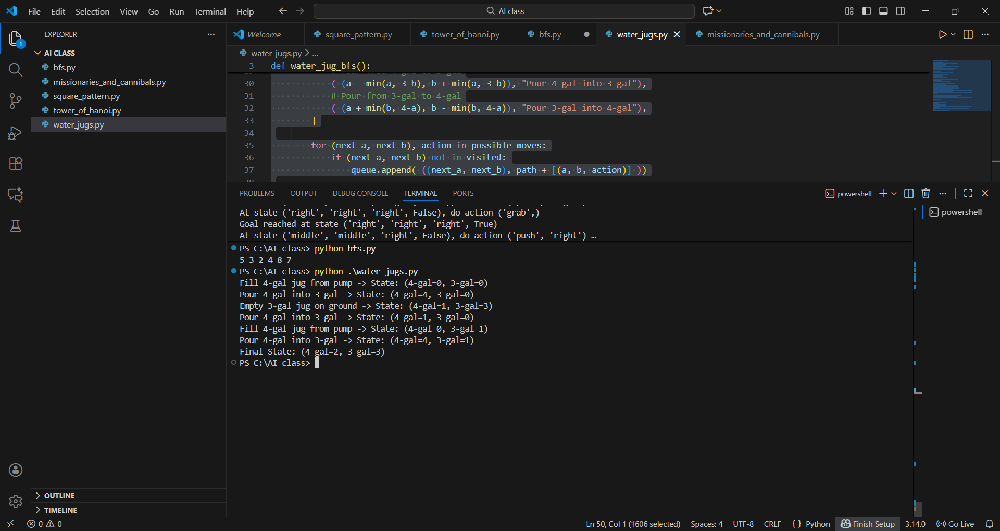 File Edit Selection View Go Run Terminal Help
AI class
EXPLORER
1
AI CLASS
bfs.py
missionaries_and_cannibals.py
square_pattern.py
tower_of_hanoi.py
water_jugs.py
OUTLINE
TIMELINE
Welcome square_pattern.py tower_of_hanoi.py bfs.py water_jugs.py missionaries_and_cannibals.py
water_jugs.py > ...
3 def water_jug_bfs():
30 ( (a - min(a, 3-b), b + min(a, 3-b)), "Pour 4-gal into 3-gal"),
31 # Pour from 3-gal to 4-gal
32 ( (a + min(b, 4-a), b - min(b, 4-a)), "Pour 3-gal into 4-gal"),
33 ]
34
35 for (next_a, next_b), action in possible_moves:
36 if (next_a, next_b) not in visited:
37 queue.append( ((next_a, next_b), path + [(a, b, action)] ))
PROBLEMS OUTPUT DEBUG CONSOLE TERMINAL PORTS
powershell
powershell
At state ('right', 'right', 'right', False), do action ('grab',)
Goal reached at state ('right', 'right', 'right', True)
At state ('middle', 'middle', 'right', False), do action ('push', 'right') …
PS C:\AI class> python bfs.py
5 3 2 4 8 7
PS C:\AI class> python .\water_jugs.py
Fill 4-gal jug from pump -> State: (4-gal=0, 3-gal=0)
Pour 4-gal into 3-gal -> State: (4-gal=4, 3-gal=0)
Empty 3-gal jug on ground -> State: (4-gal=1, 3-gal=3)
Pour 4-gal into 3-gal -> State: (4-gal=1, 3-gal=0)
Fill 4-gal jug from pump -> State: (4-gal=0, 3-gal=1)
Pour 4-gal into 3-gal -> State: (4-gal=4, 3-gal=1)
Final State: (4-gal=2, 3-gal=3)
PS C:\AI class>
0 0 Ln 50, Col 1 (1606 selected) Spaces: 4 UTF-8 CRLF { } Python Finish Setup 3.14.0 Go Live